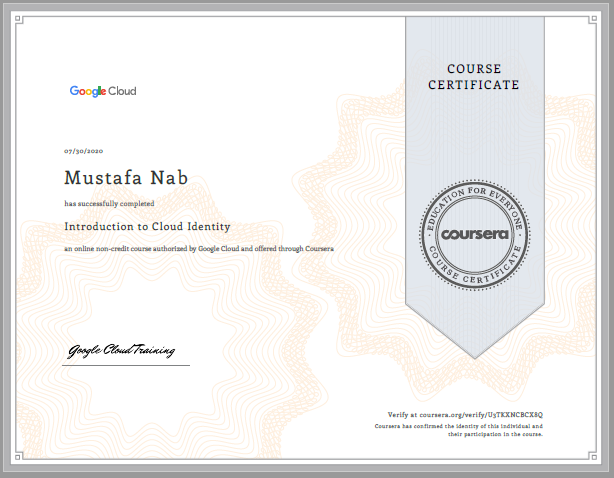 COURSE
CERTIFICATE
Google Cloud
07/30/2020
Mustafa Nab
has successfully completed
Introduction to Cloud Identity
an online non-credit course authorized by Google Cloud and offered through Coursera
EDUCATION FOR EVERYONE
coursera
COURSE CERTIFICATE
Google Cloud Training
Verify at coursera.org/verify/U3TKXNCBCX8Q
Coursera has confirmed the identity of this individual and
their participation in the course.